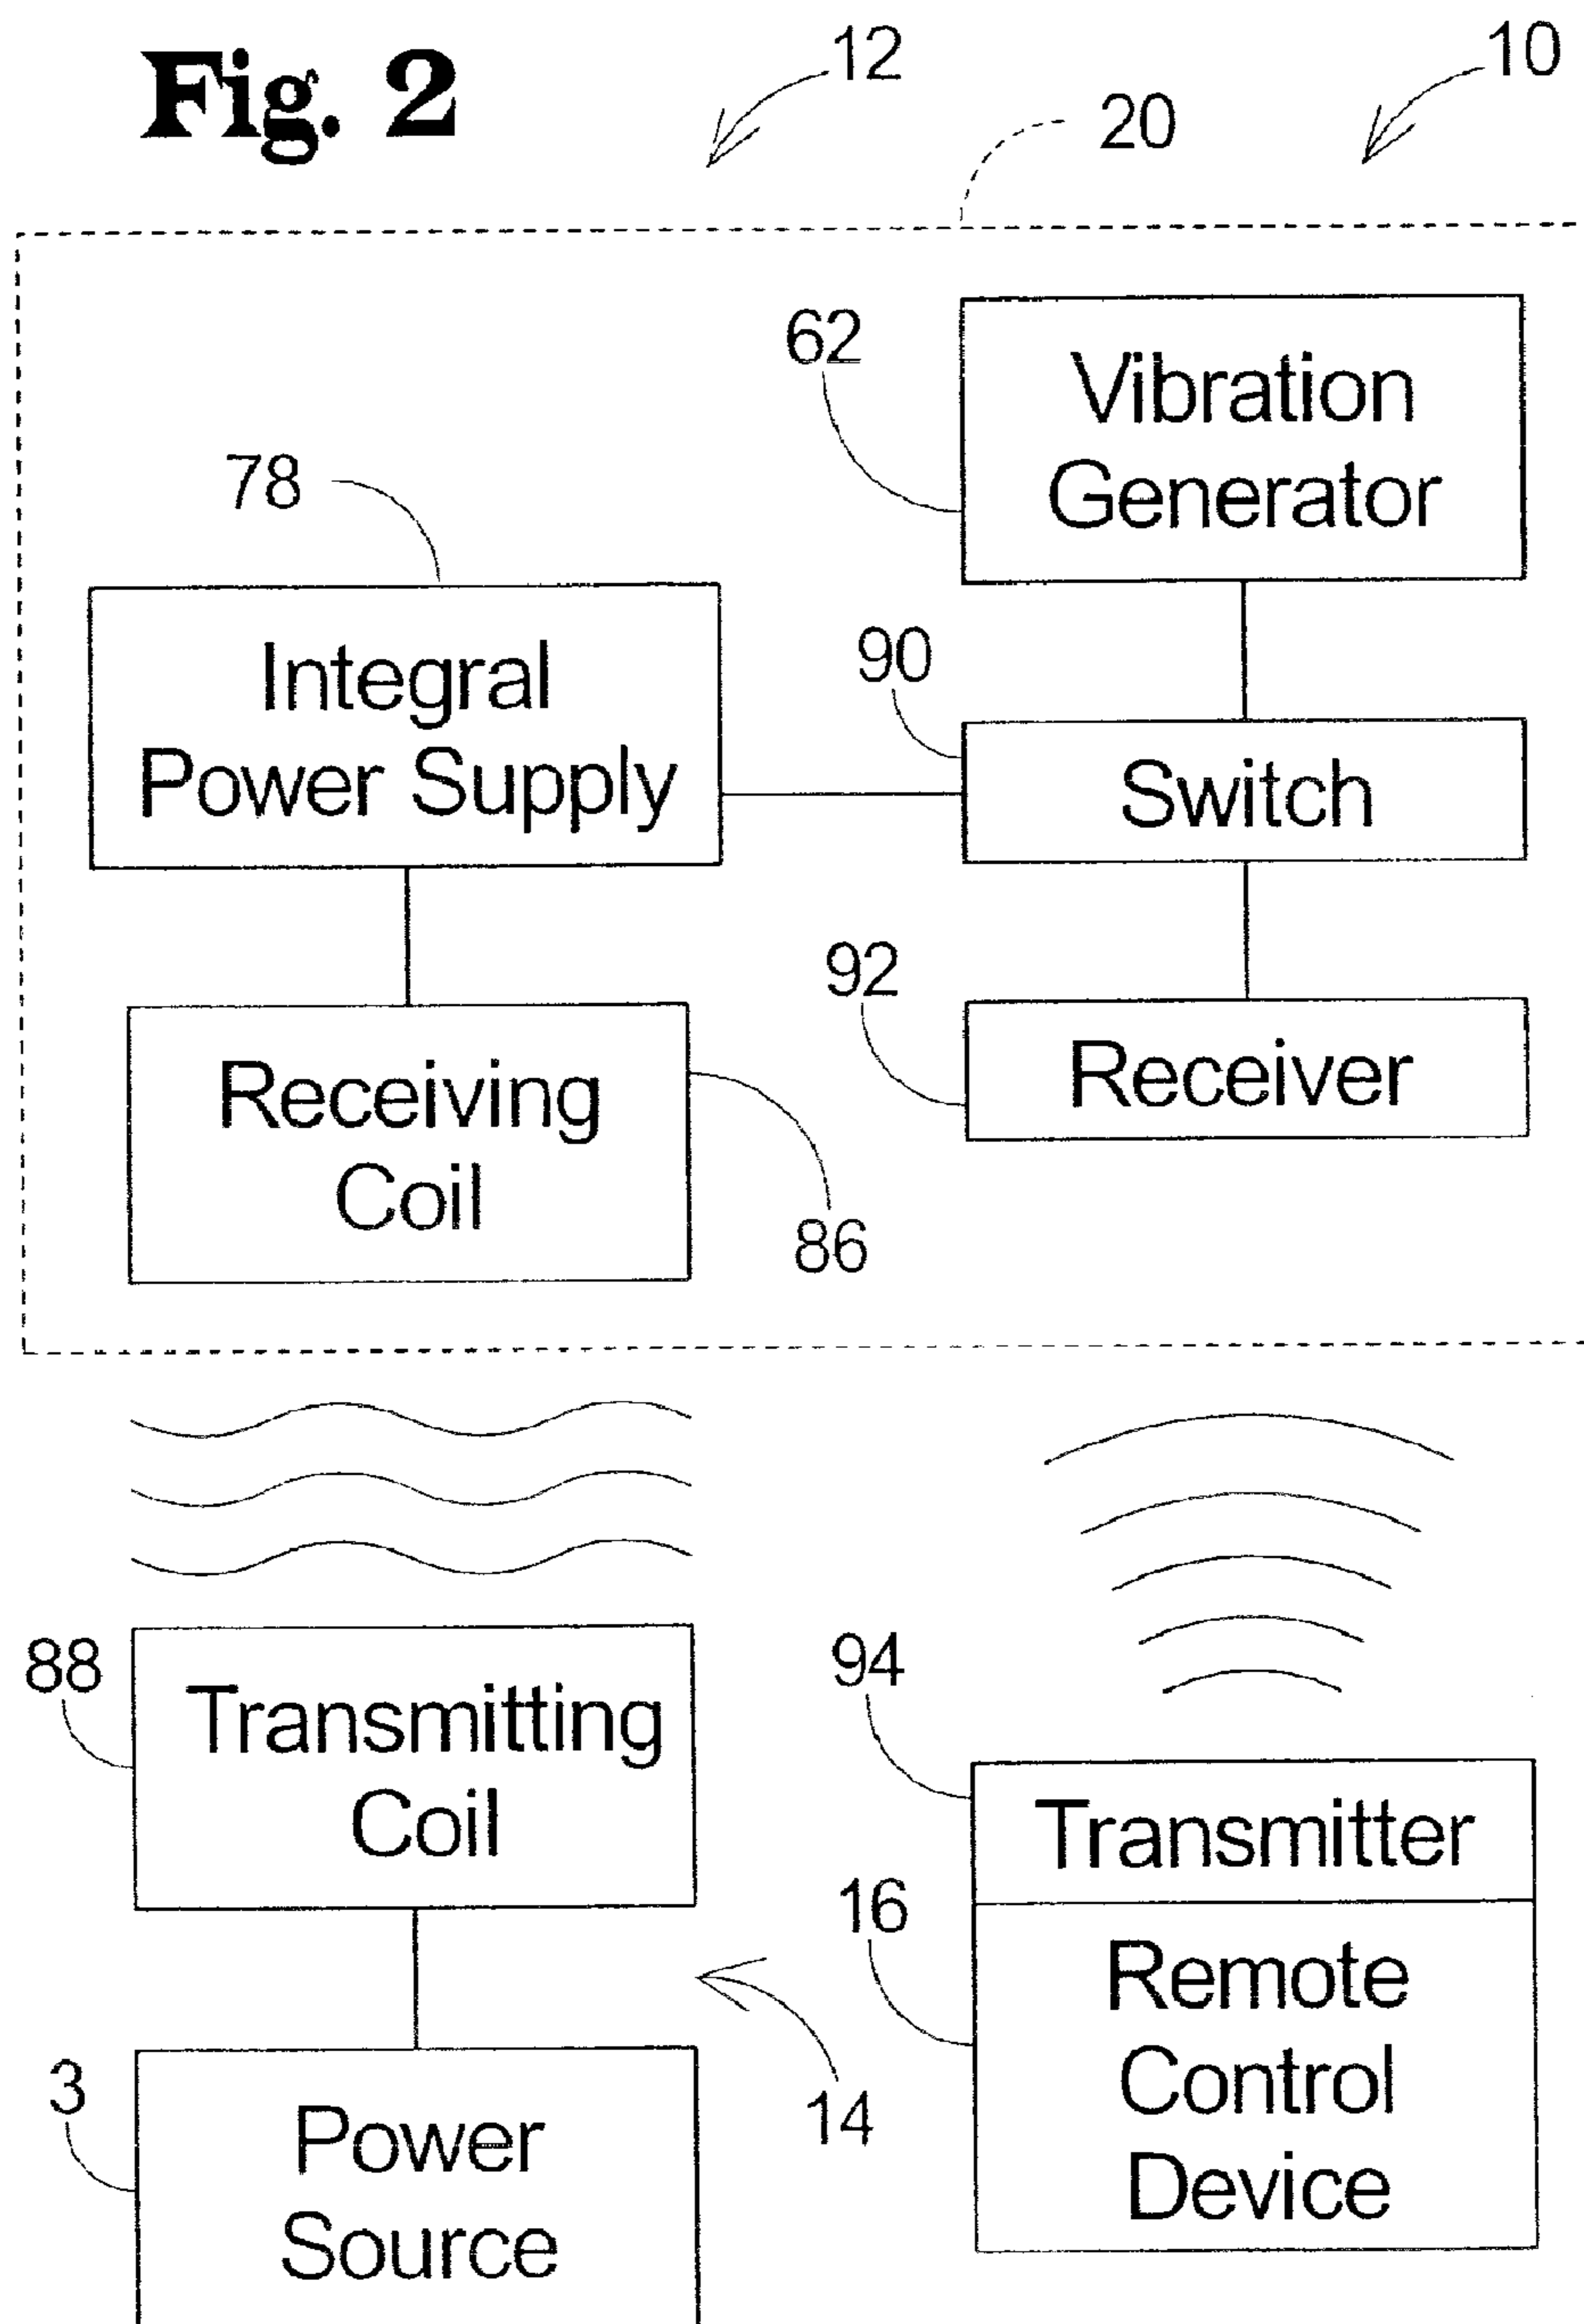 Fig. 2
12
10
20
62
Vibration
Generator
78
Integral
Power Supply
90
Switch
92
Receiver
Receiving
Coil
86
88
Transmitting
Coil
94
Transmitter
16
Remote
Control
Device
14
3
Power
Source